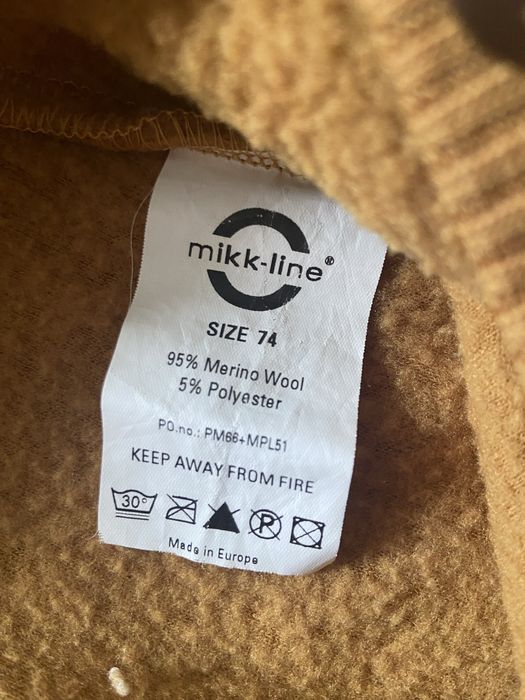 mikk-line®
SIZE 74
95% Merino Wool
5% Polyester
PO.no.: PM66+MPL51
KEEP AWAY FROM FIRE
30° P
Made in Europe